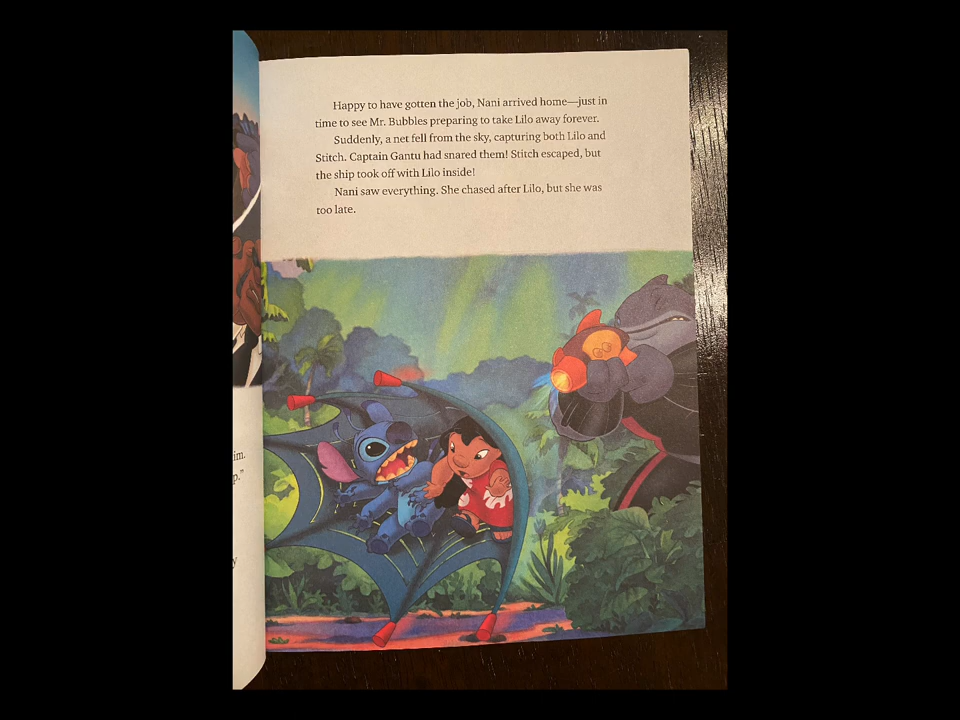 Happy to have gotten the job, Nani arrived home—just in
time to see Mr. Bubbles preparing to take Lilo away forever.
Suddenly, a net fell from the sky, capturing both Lilo and
Stitch. Captain Gantu had snared them! Stitch escaped, but
the ship took off with Lilo inside!
Nani saw everything. She chased after Lilo, but she was
too late.